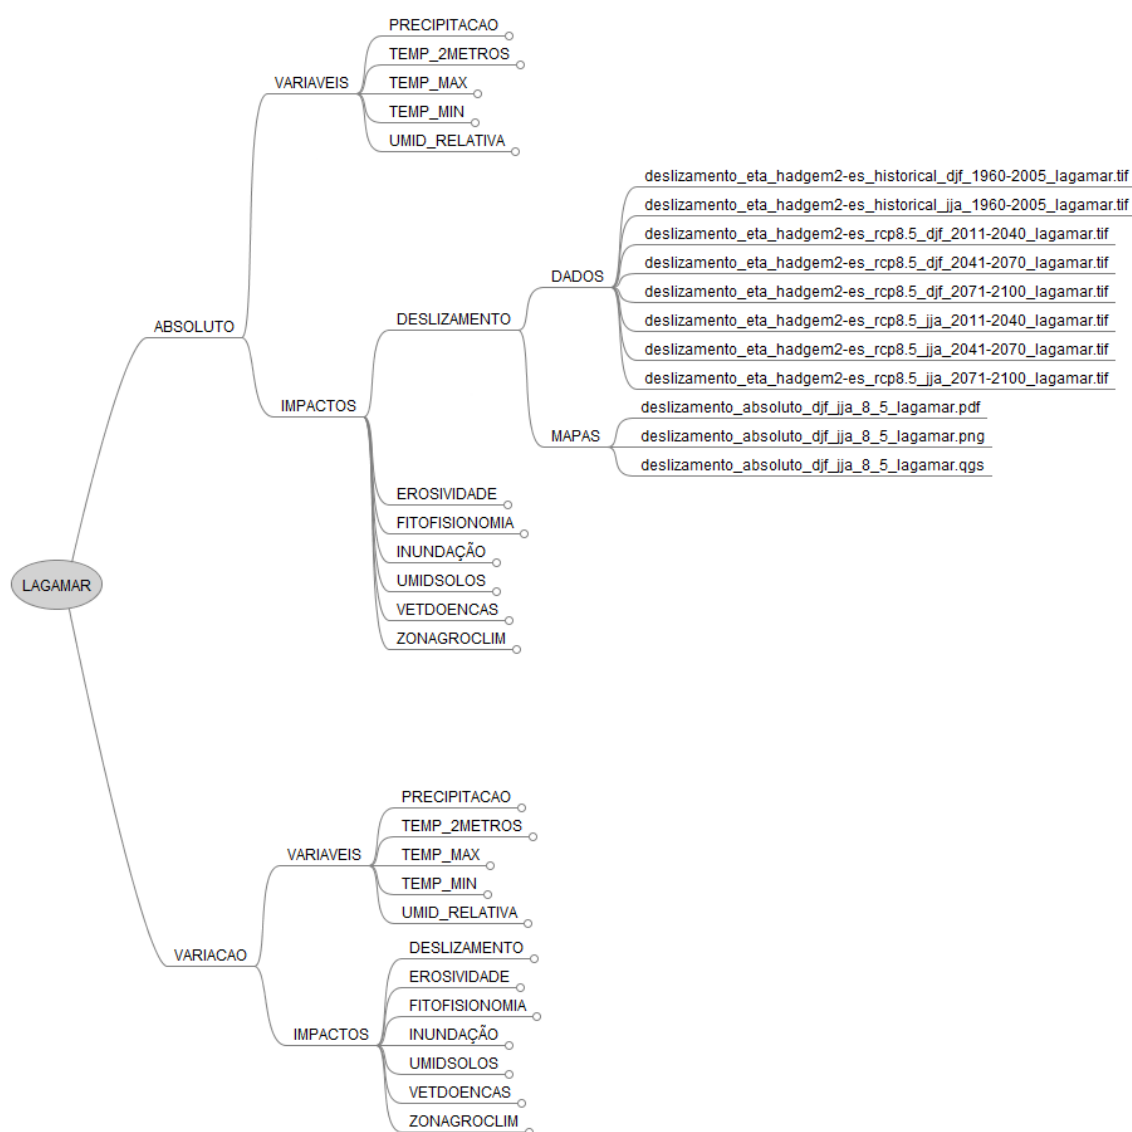 PRECIPITACAO
TEMP_2METROS
VARIAVEIS
TEMP_MAX
TEMP_MIN
UMID_RELATIVA
deslizamento_eta_hadgem2-es_historical_djf_1960-2005_lagamar.tif
deslizamento_eta_hadgem2-es_historical_jja_1960-2005_lagamar.tif
deslizamento_eta_hadgem2-es_rcp8.5_djf_2011-2040_lagamar.tif
deslizamento_eta_hadgem2-es_rcp8.5_djf_2041-2070_lagamar.tif
DADOS
deslizamento_eta_hadgem2-es_rcp8.5_djf_2071-2100_lagamar.tif
ABSOLUTO
DESLIZAMENTO
deslizamento_eta_hadgem2-es_rcp8.5_jja_2011-2040_lagamar.tif
deslizamento_eta_hadgem2-es_rcp8.5_jja_2041-2070_lagamar.tif
deslizamento_eta_hadgem2-es_rcp8.5_jja_2071-2100_lagamar.tif
IMPACTOS
deslizamento_absoluto_djf_jja_8_5_lagamar.pdf
MAPAS
deslizamento_absoluto_djf_jja_8_5_lagamar.png
deslizamento_absoluto_djf_jja_8_5_lagamar.qgs
EROSIVIDADE
FITOFISIONOMIA
INUNDAÇÃO
UMIDSOLOS
LAGAMAR
VETDOENCAS
ZONAGROCLIM
PRECIPITACAO
TEMP_2METROS
VARIAVEIS
TEMP_MAX
TEMP_MIN
UMID_RELATIVA
VARIACAO
DESLIZAMENTO
EROSIVIDADE
FITOFISIONOMIA
IMPACTOS
INUNDAÇÃO
UMIDSOLOS
VETDOENCAS
ZONAGROCLIM